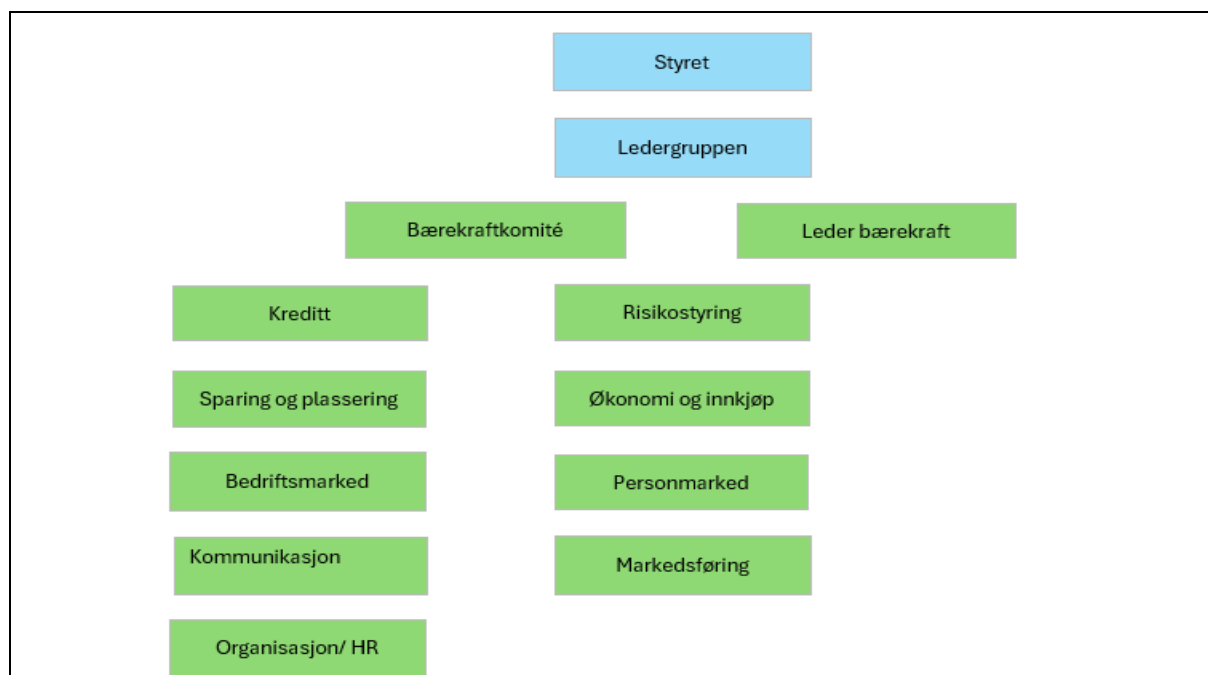 Styret
Ledergruppen
Bærekraftkomité
Leder bærekraft
Kreditt
Risikostyring
Sparing og plassering
Økonomi og innkjøp
Bedriftsmarked
Personmarked
Kommunikasjon
Markedsføring
Organisasjon/ HR